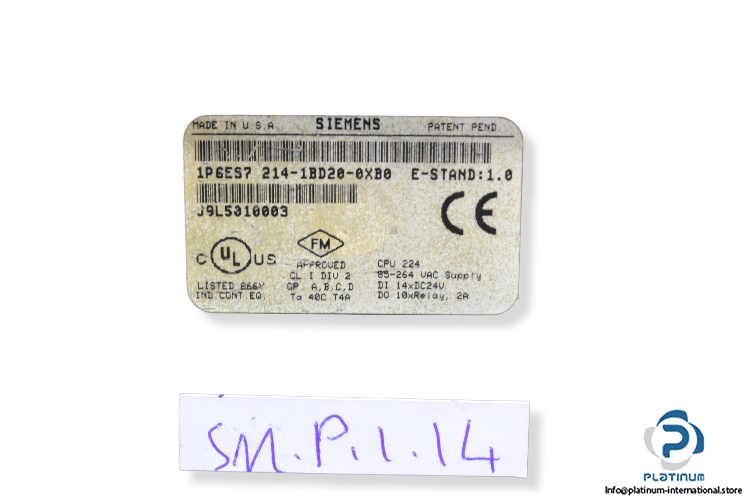 MADE IN U.S.A. SIEMENS PATENT PEND.
1P6ES7 214-1BD20-0XB0 E-STAND:1.0
J9L5010003
CE
C UL US
FM
APPROVED
CL I DIV 2
GP A,B,C,D
Ta 40C T4A
CPU 224
85-264 VAC Supply
DI 14xDC24V
DO 10xRelay, 2A
LISTED 866Y
IND.CONT.EQ.
SM.P.1.14
PLATINUM
Info@platinum-international.store